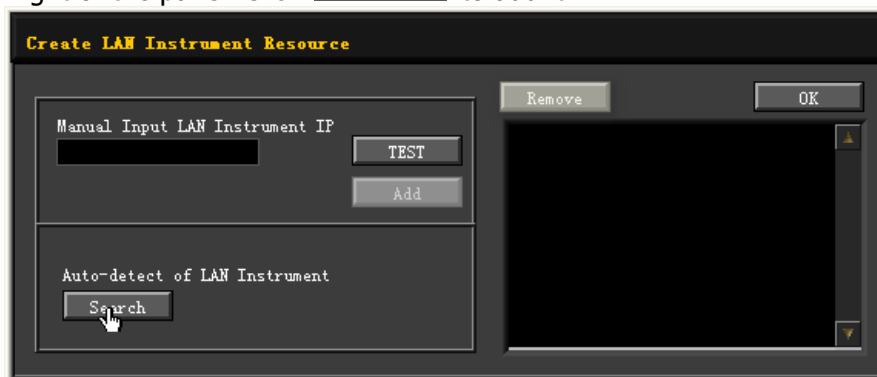 Create LAN Instrument Resource
Remove
OK
Manual Input LAN Instrument IP
TEST
Add
Auto-detect of LAN Instrument
Search